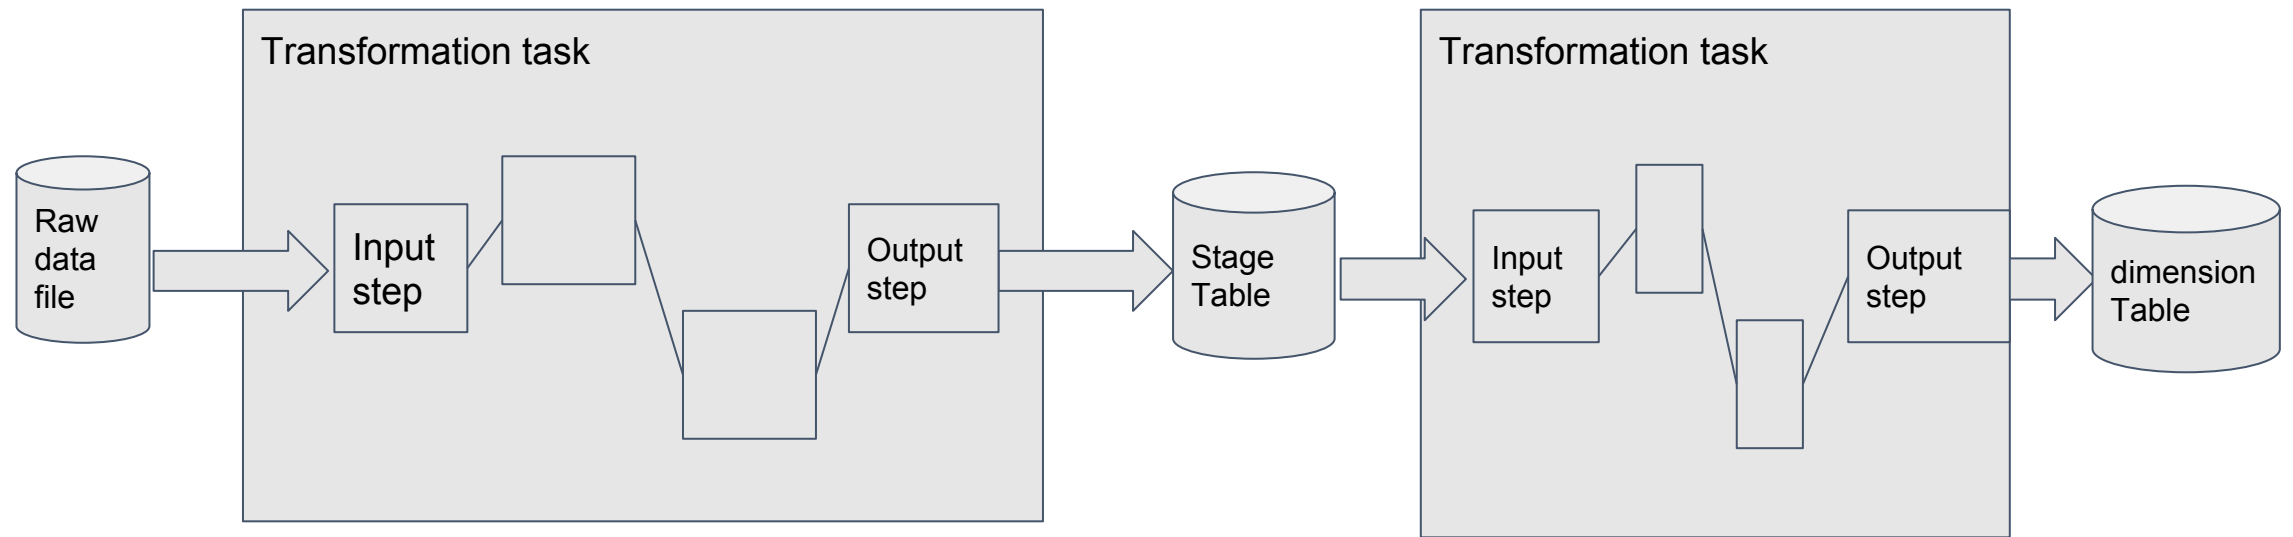 Transformation task
Transformation task
Raw
data
file
Input
step
Output
step
Stage
Table
Input
step
Output
step
dimension
Table